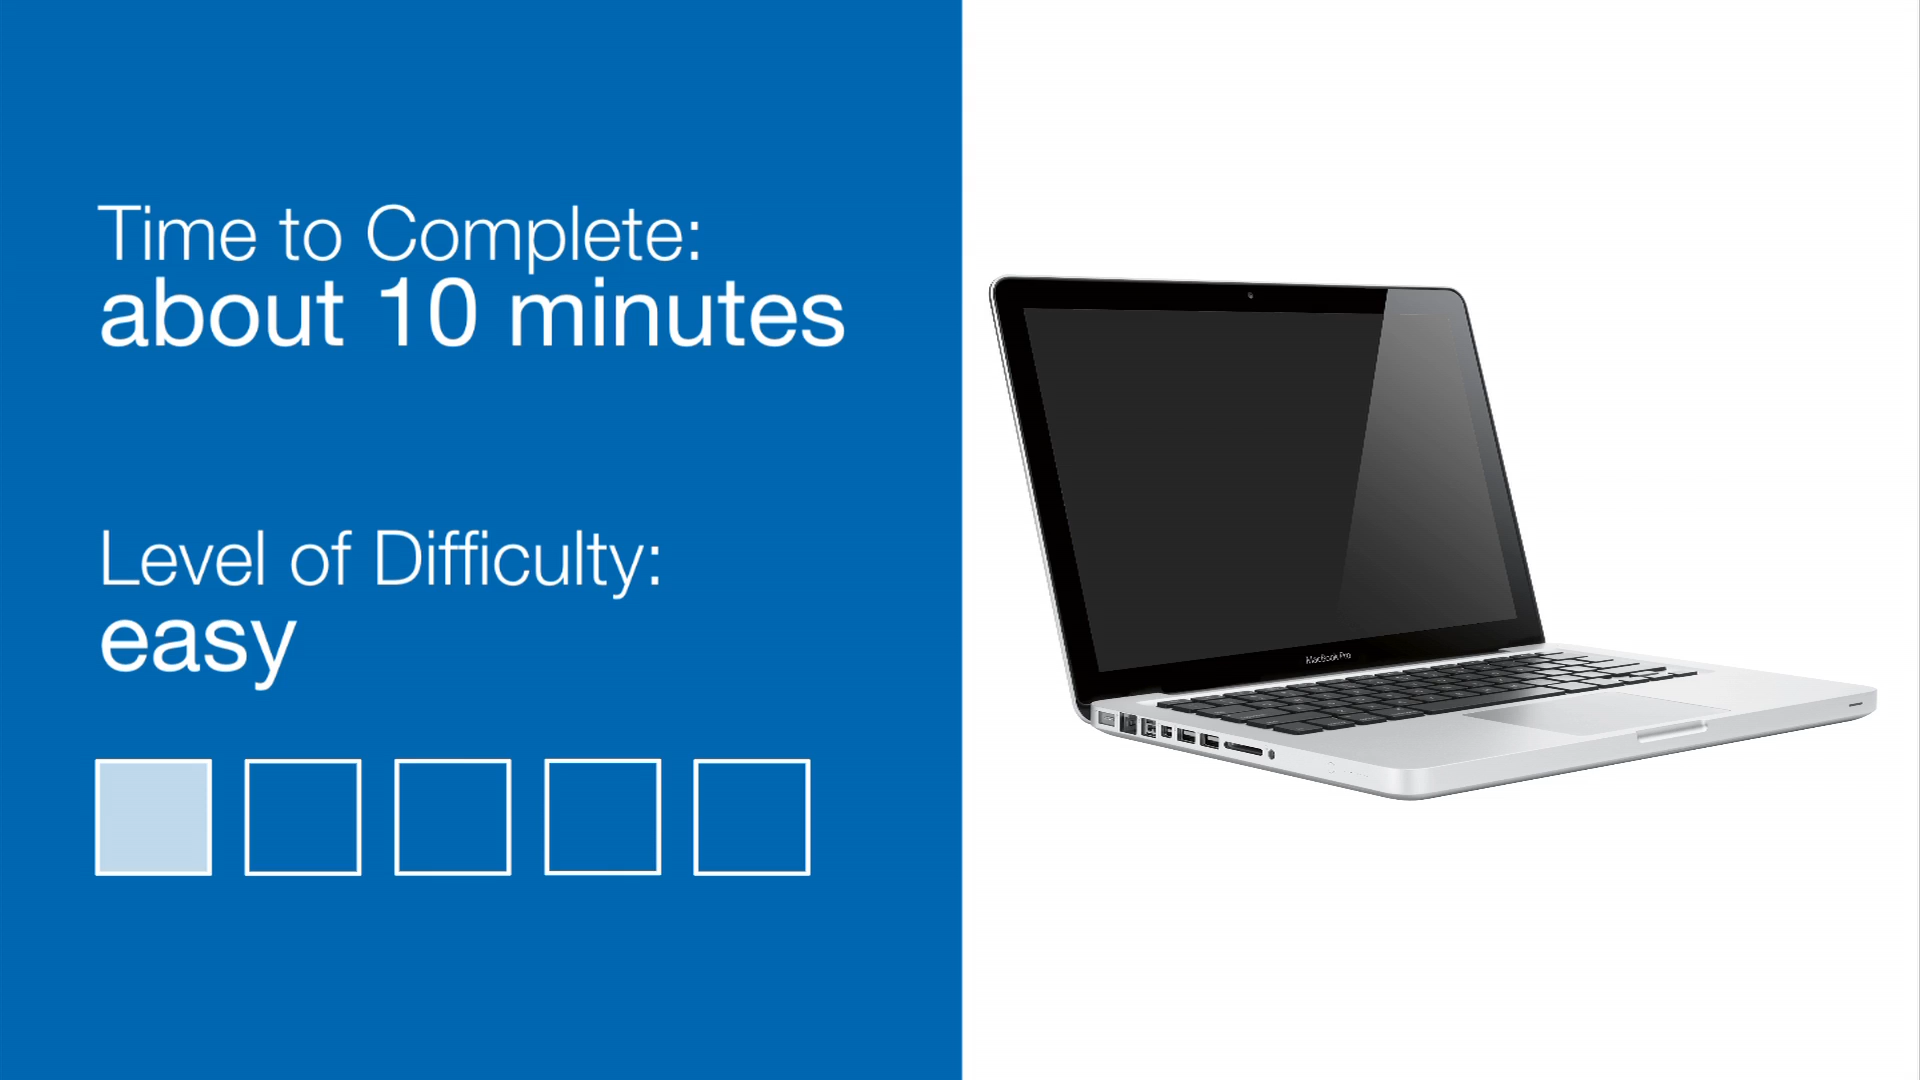 Time to Complete:
about 10 minutes
Level of Difficulty:
easy
MacBook Pro